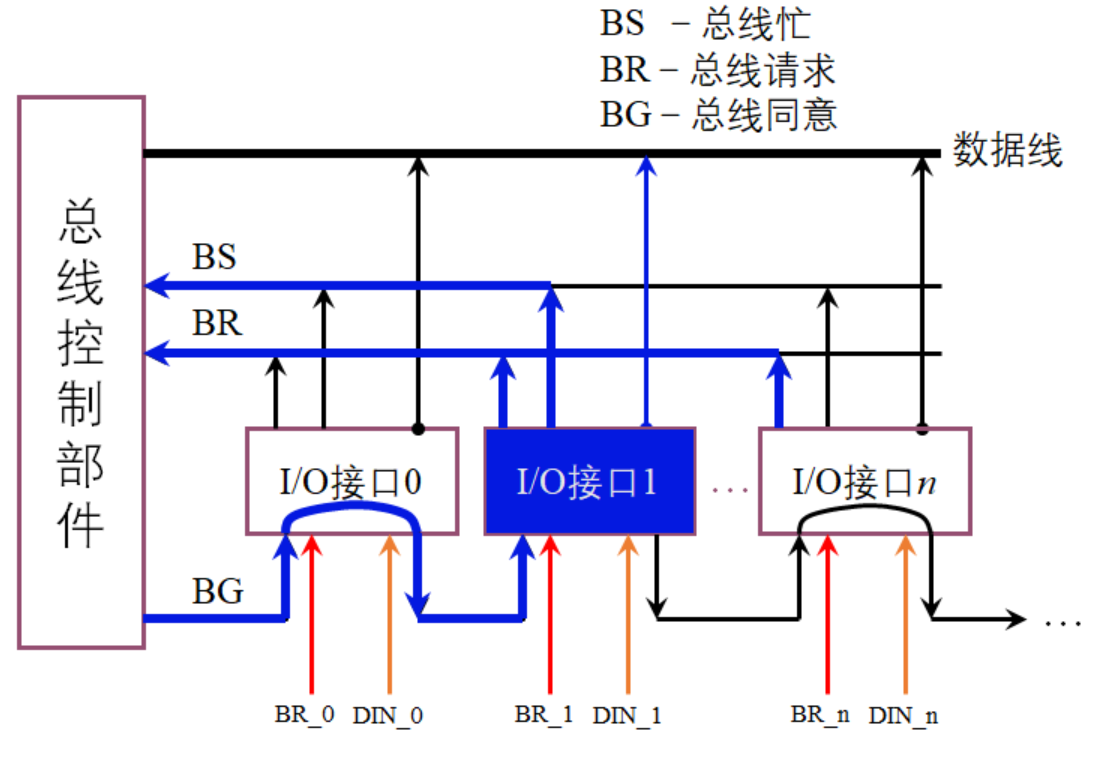 BS －总线忙
BR－总线请求
BG－总线同意
数据线
总线控制部件
BS
BR
I/O接口0
I/O接口1
…
I/O接口n
BG
…
BR_0
DIN_0
BR_1
DIN_1
BR_n
DIN_n